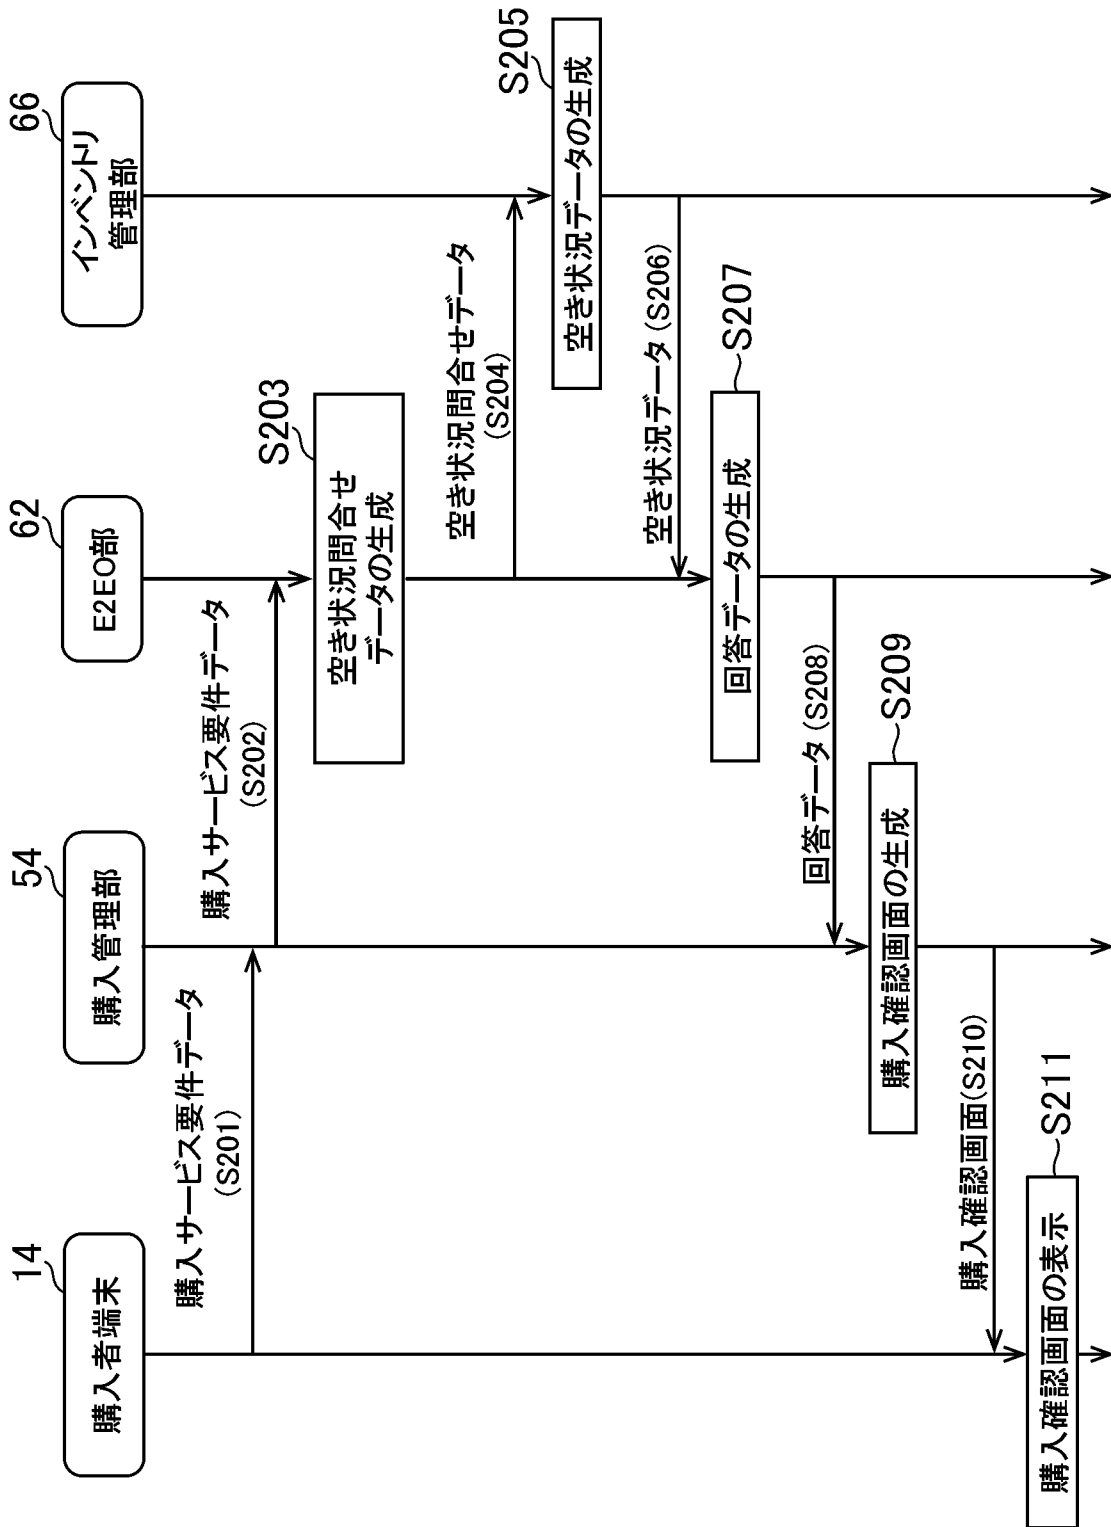 14
購入者端末
54
購入管理部
62
E2EO部
66
インベントリ
管理部
購入サービス要件データ
(S201)
購入サービス要件データ
(S202)
S203
空き状況問合せ
データの生成
空き状況問合せデータ
(S204)
S205
空き状況データの生成
空き状況データ(S206)
S207
回答データの生成
回答データ(S208)
S209
購入確認画面の生成
購入確認画面(S210)
S211
購入確認画面の表示